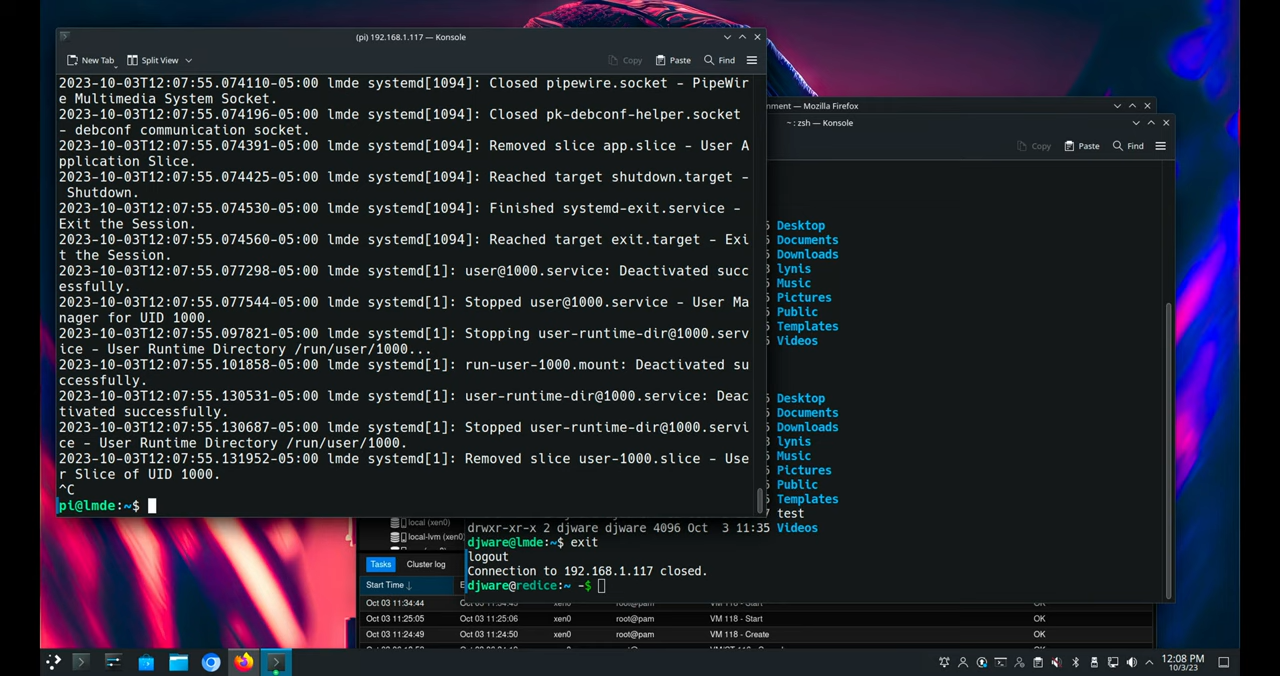 (pi) 192.168.1.117 — Konsole
New Tab
Split View
Copy
Paste
Find
2023-10-03T12:07:55.074110-05:00 lmde systemd[1094]: Closed pipewire.socket – PipeWir
e Multimedia System Socket.
2023-10-03T12:07:55.074196-05:00 lmde systemd[1094]: Closed pk-debconf-helper.socket
– debconf communication socket.
2023-10-03T12:07:55.074391-05:00 lmde systemd[1094]: Removed slice app.slice – User A
pplication Slice.
2023-10-03T12:07:55.074425-05:00 lmde systemd[1094]: Reached target shutdown.target –
Shutdown.
2023-10-03T12:07:55.074530-05:00 lmde systemd[1094]: Finished systemd-exit.service –
Exit the Session.
2023-10-03T12:07:55.074560-05:00 lmde systemd[1094]: Reached target exit.target – Exi
t the Session.
2023-10-03T12:07:55.077298-05:00 lmde systemd[1]: user@1000.service: Deactivated succ
essfully.
2023-10-03T12:07:55.077544-05:00 lmde systemd[1]: Stopped user@1000.service – User Ma
nager for UID 1000.
2023-10-03T12:07:55.097821-05:00 lmde systemd[1]: Stopping user-runtime-dir@1000.serv
ice – User Runtime Directory /run/user/1000...
2023-10-03T12:07:55.101858-05:00 lmde systemd[1]: run-user-1000.mount: Deactivated su
ccessfully.
2023-10-03T12:07:55.130531-05:00 lmde systemd[1]: user-runtime-dir@1000.service: Deac
tivated successfully.
2023-10-03T12:07:55.130687-05:00 lmde systemd[1]: Stopped user-runtime-dir@1000.servi
ce – User Runtime Directory /run/user/1000.
2023-10-03T12:07:55.131952-05:00 lmde systemd[1]: Removed slice user-1000.slice – Use
r Slice of UID 1000.
^C
pi@lmde:~$
nment — Mozilla Firefox
~ : zsh — Konsole
Copy
Paste
Find
Desktop
Documents
Downloads
lynis
Music
Pictures
Public
Templates
Videos
Desktop
Documents
Downloads
lynis
Music
Pictures
Public
Templates
test
drwxr-xr-x 2 djware djware 4096 Oct  3 11:35 Videos
djware@lmde:~$ exit
logout
Connection to 192.168.1.117 closed.
djware@redice:~ -$
local (xen0)
local-lvm (xen0)
Tasks
Cluster log
Start Time
Oct 03 11:34:44 xen0 root@pam VM 118 - Start OK
Oct 03 11:25:05 Oct 03 11:25:06 xen0 root@pam VM 118 - Start OK
Oct 03 11:24:49 Oct 03 11:24:50 xen0 root@pam VM 118 - Create OK
12:08 PM
10/3/23